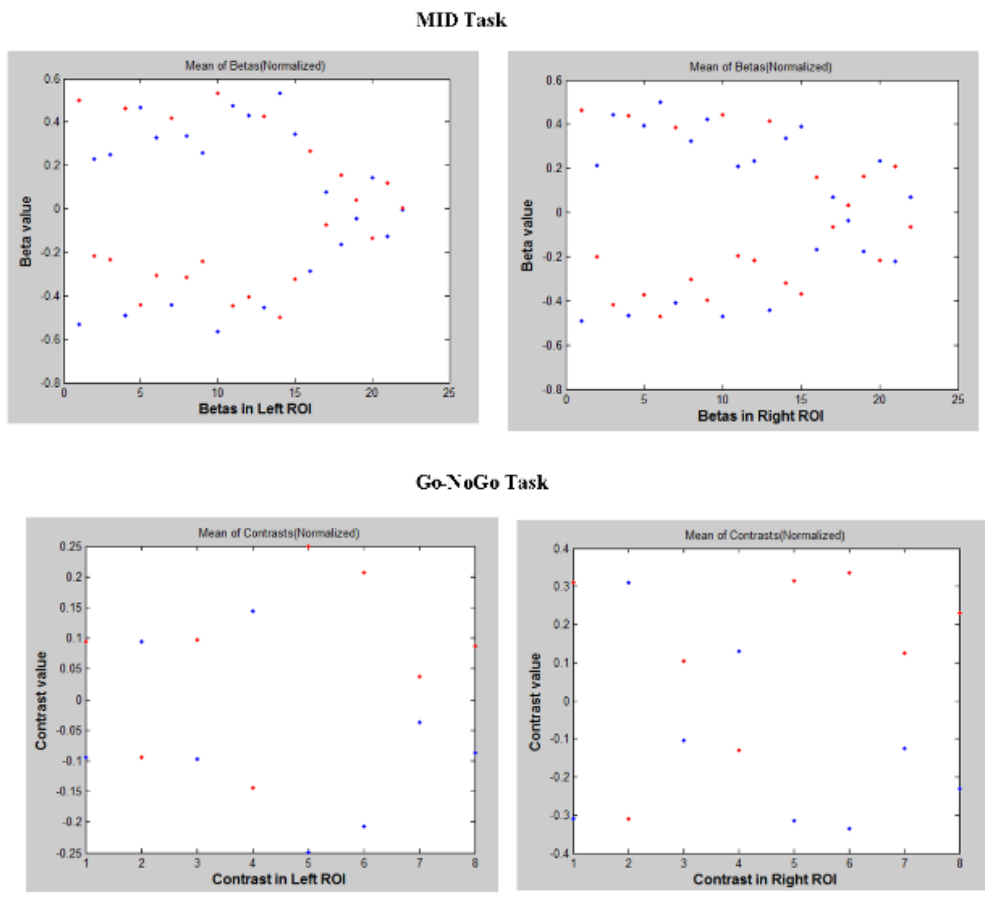 MID Task
Mean of Betas(Normalized)
0.6
0.4
0.2
0
-0.2
-0.4
-0.6
-0.8
0 5 10 15 20 25
Beta value
Betas in Left ROI
Mean of Betas(Normalized)
0.6
0.4
0.2
0
-0.2
-0.4
-0.6
-0.8
0 5 10 15 20 25
Beta value
Betas in Right ROI
Go-NoGo Task
Mean of Contrasts(Normalized)
0.25
0.2
0.15
0.1
0.05
0
-0.05
-0.1
-0.15
-0.2
-0.25
1 2 3 4 5 6 7 8
Contrast value
Contrast in Left ROI
Mean of Contrasts(Normalized)
0.4
0.3
0.2
0.1
0
-0.1
-0.2
-0.3
-0.4
1 2 3 4 5 6 7 8
Contrast value
Contrast in Right ROI